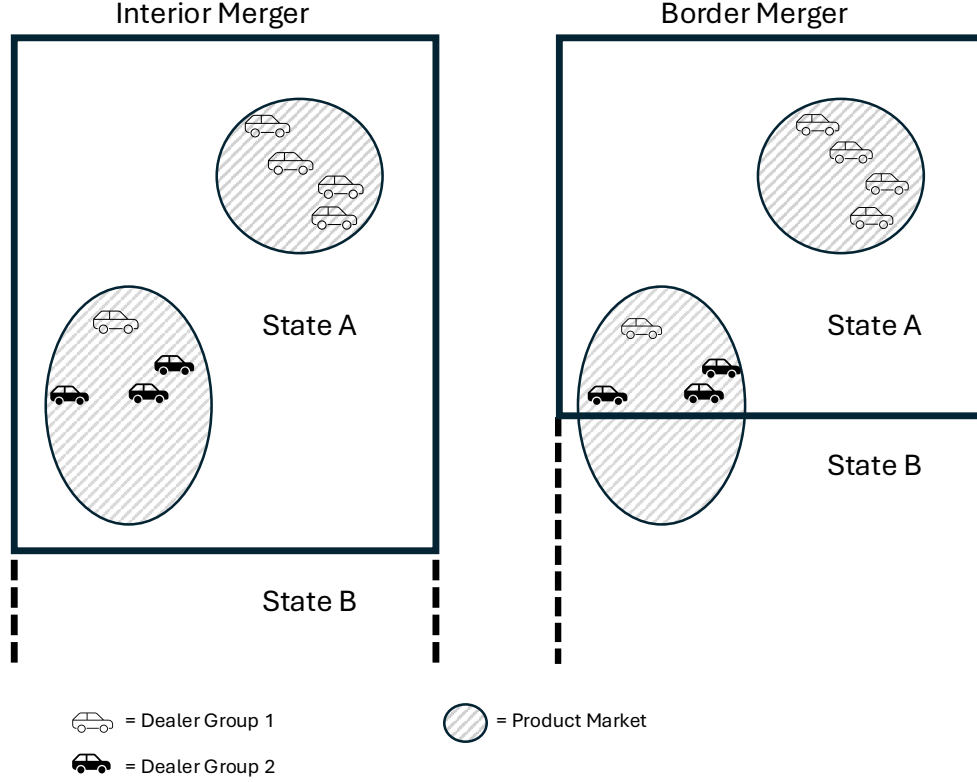 Interior Merger
Border Merger
State A
State A
State B
State B
= Dealer Group 1
= Product Market
= Dealer Group 2